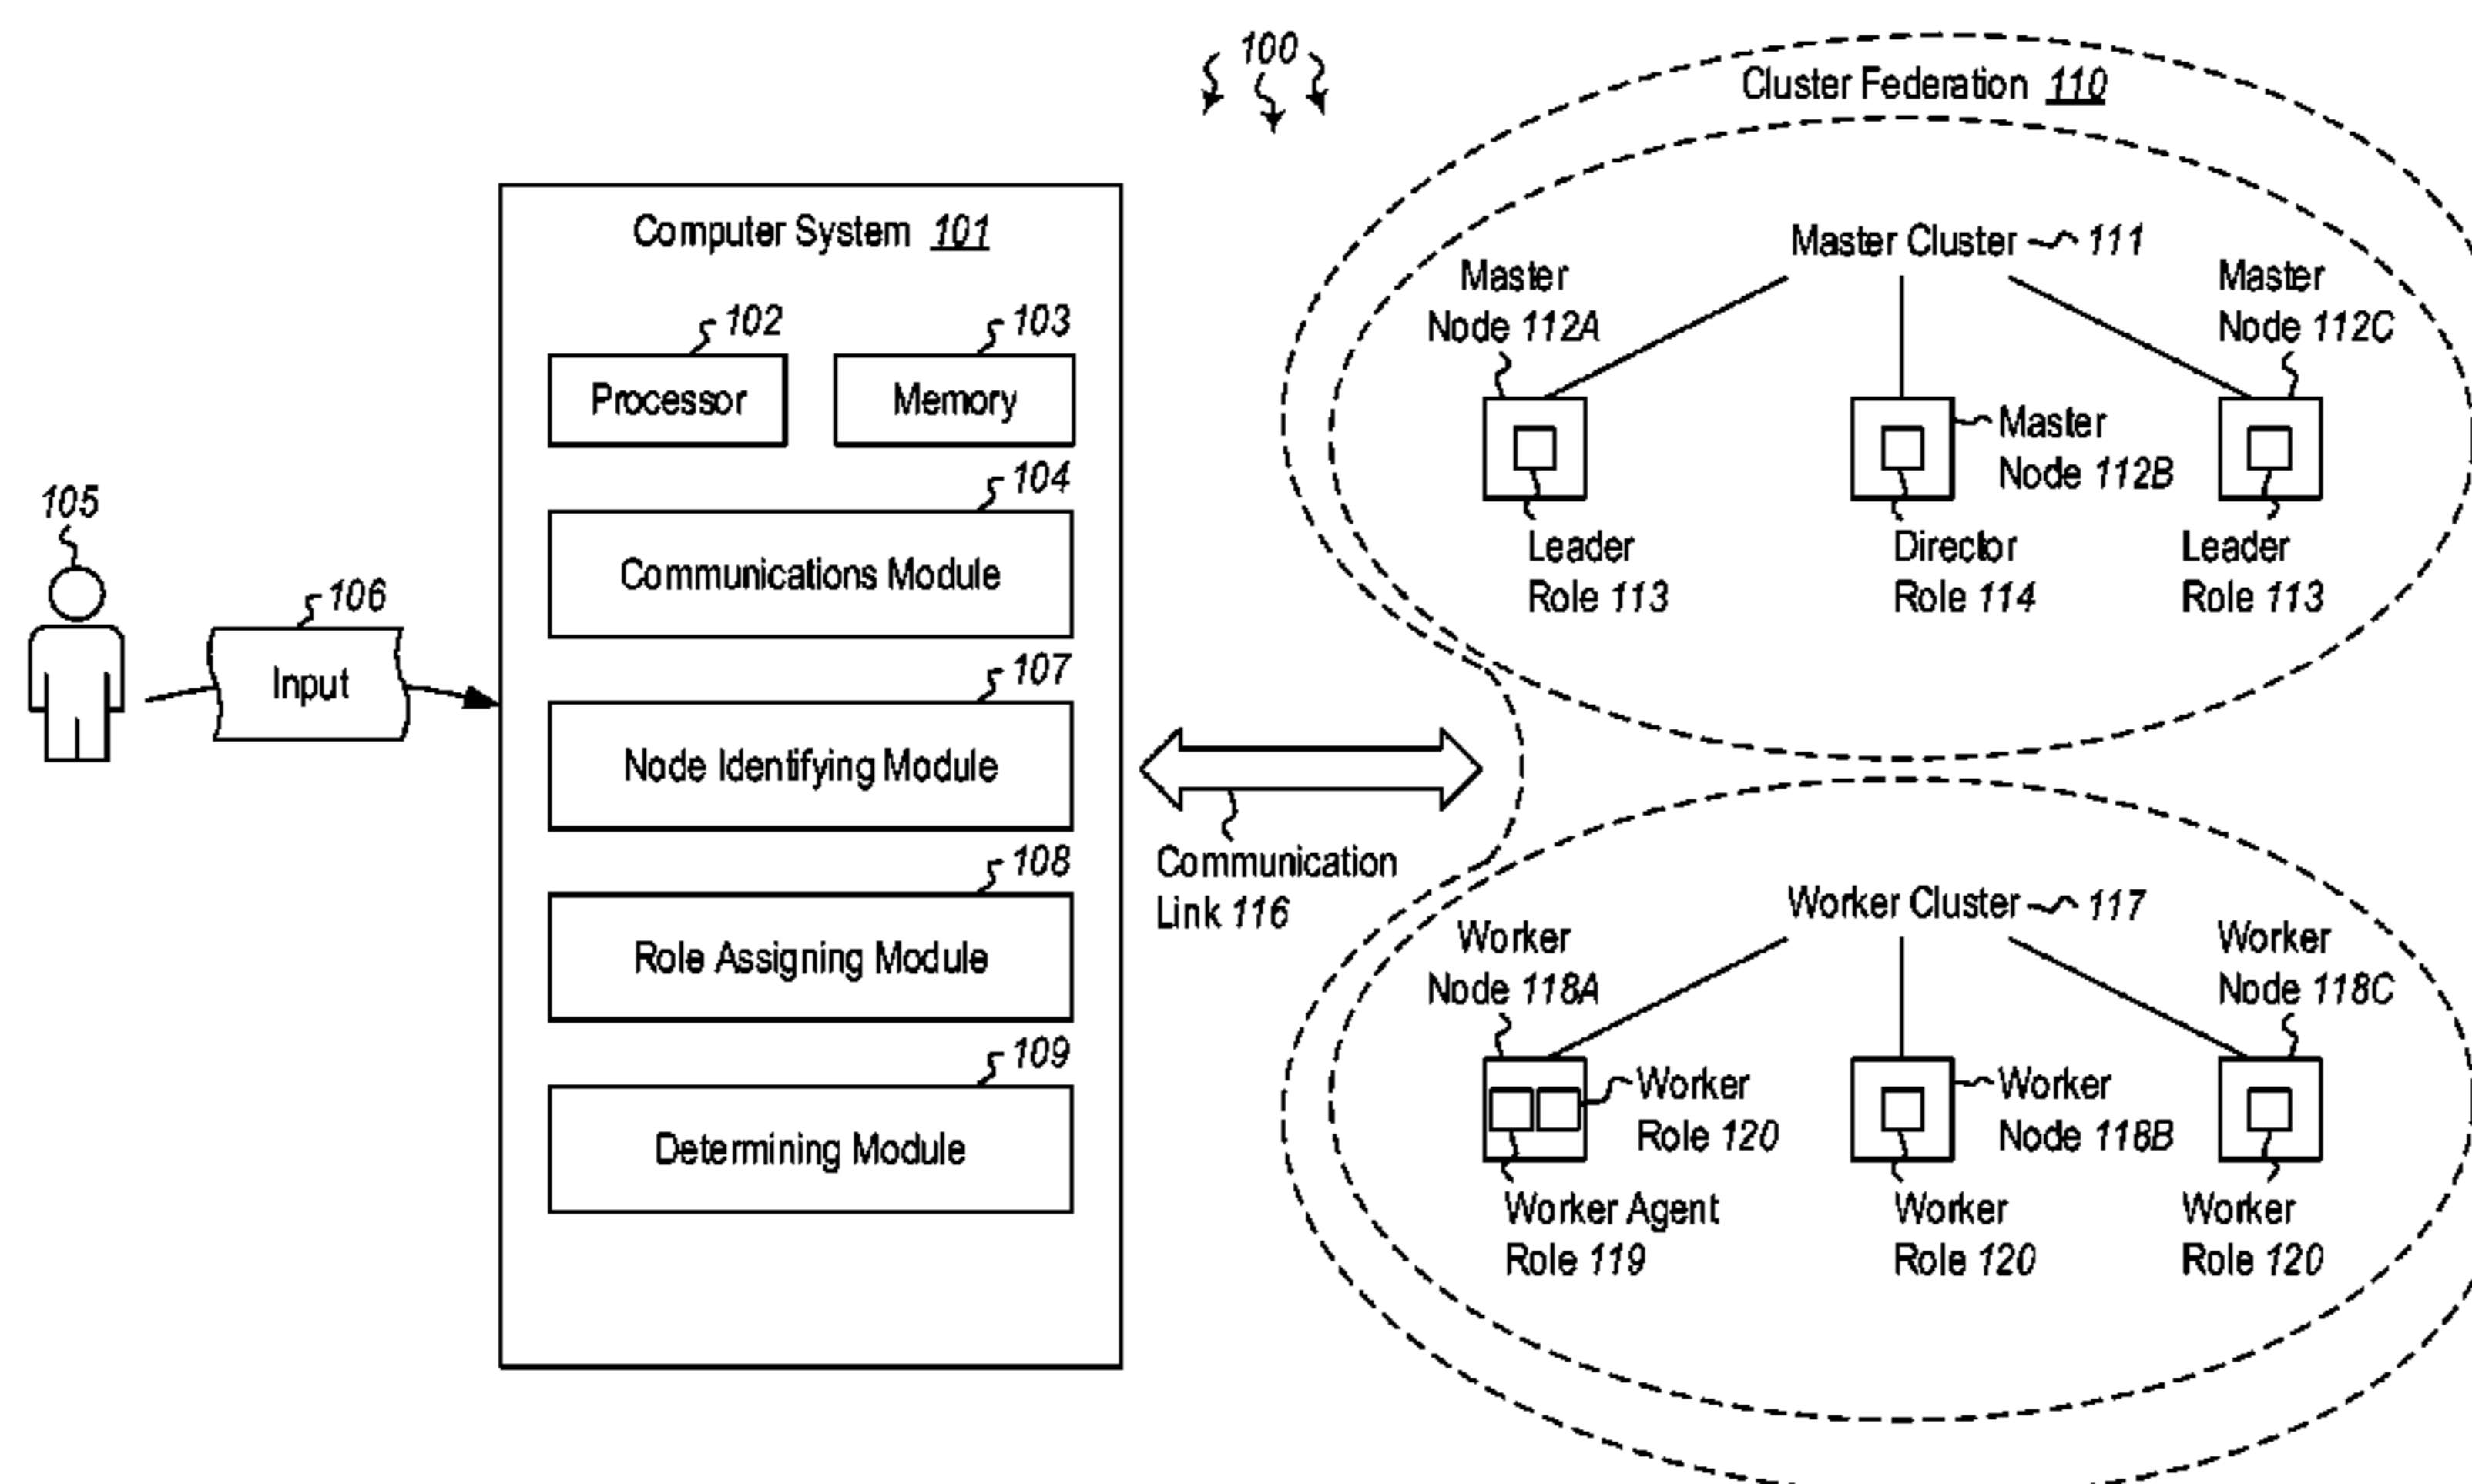 100
Cluster Federation 110
Computer System 101
102
103
Processor
Memory
104
Communications Module
107
Node Identifying Module
108
Role Assigning Module
109
Determining Module
105
106
Input
Communication
Link 116
Master Cluster 111
Master
Node 112A
Master
Node 112B
Master
Node 112C
Leader
Role 113
Director
Role 114
Leader
Role 113
Worker Cluster 117
Worker
Node 118A
Worker
Node 118B
Worker
Node 118C
Worker
Role 120
Worker Agent
Role 119
Worker
Role 120
Worker
Role 120